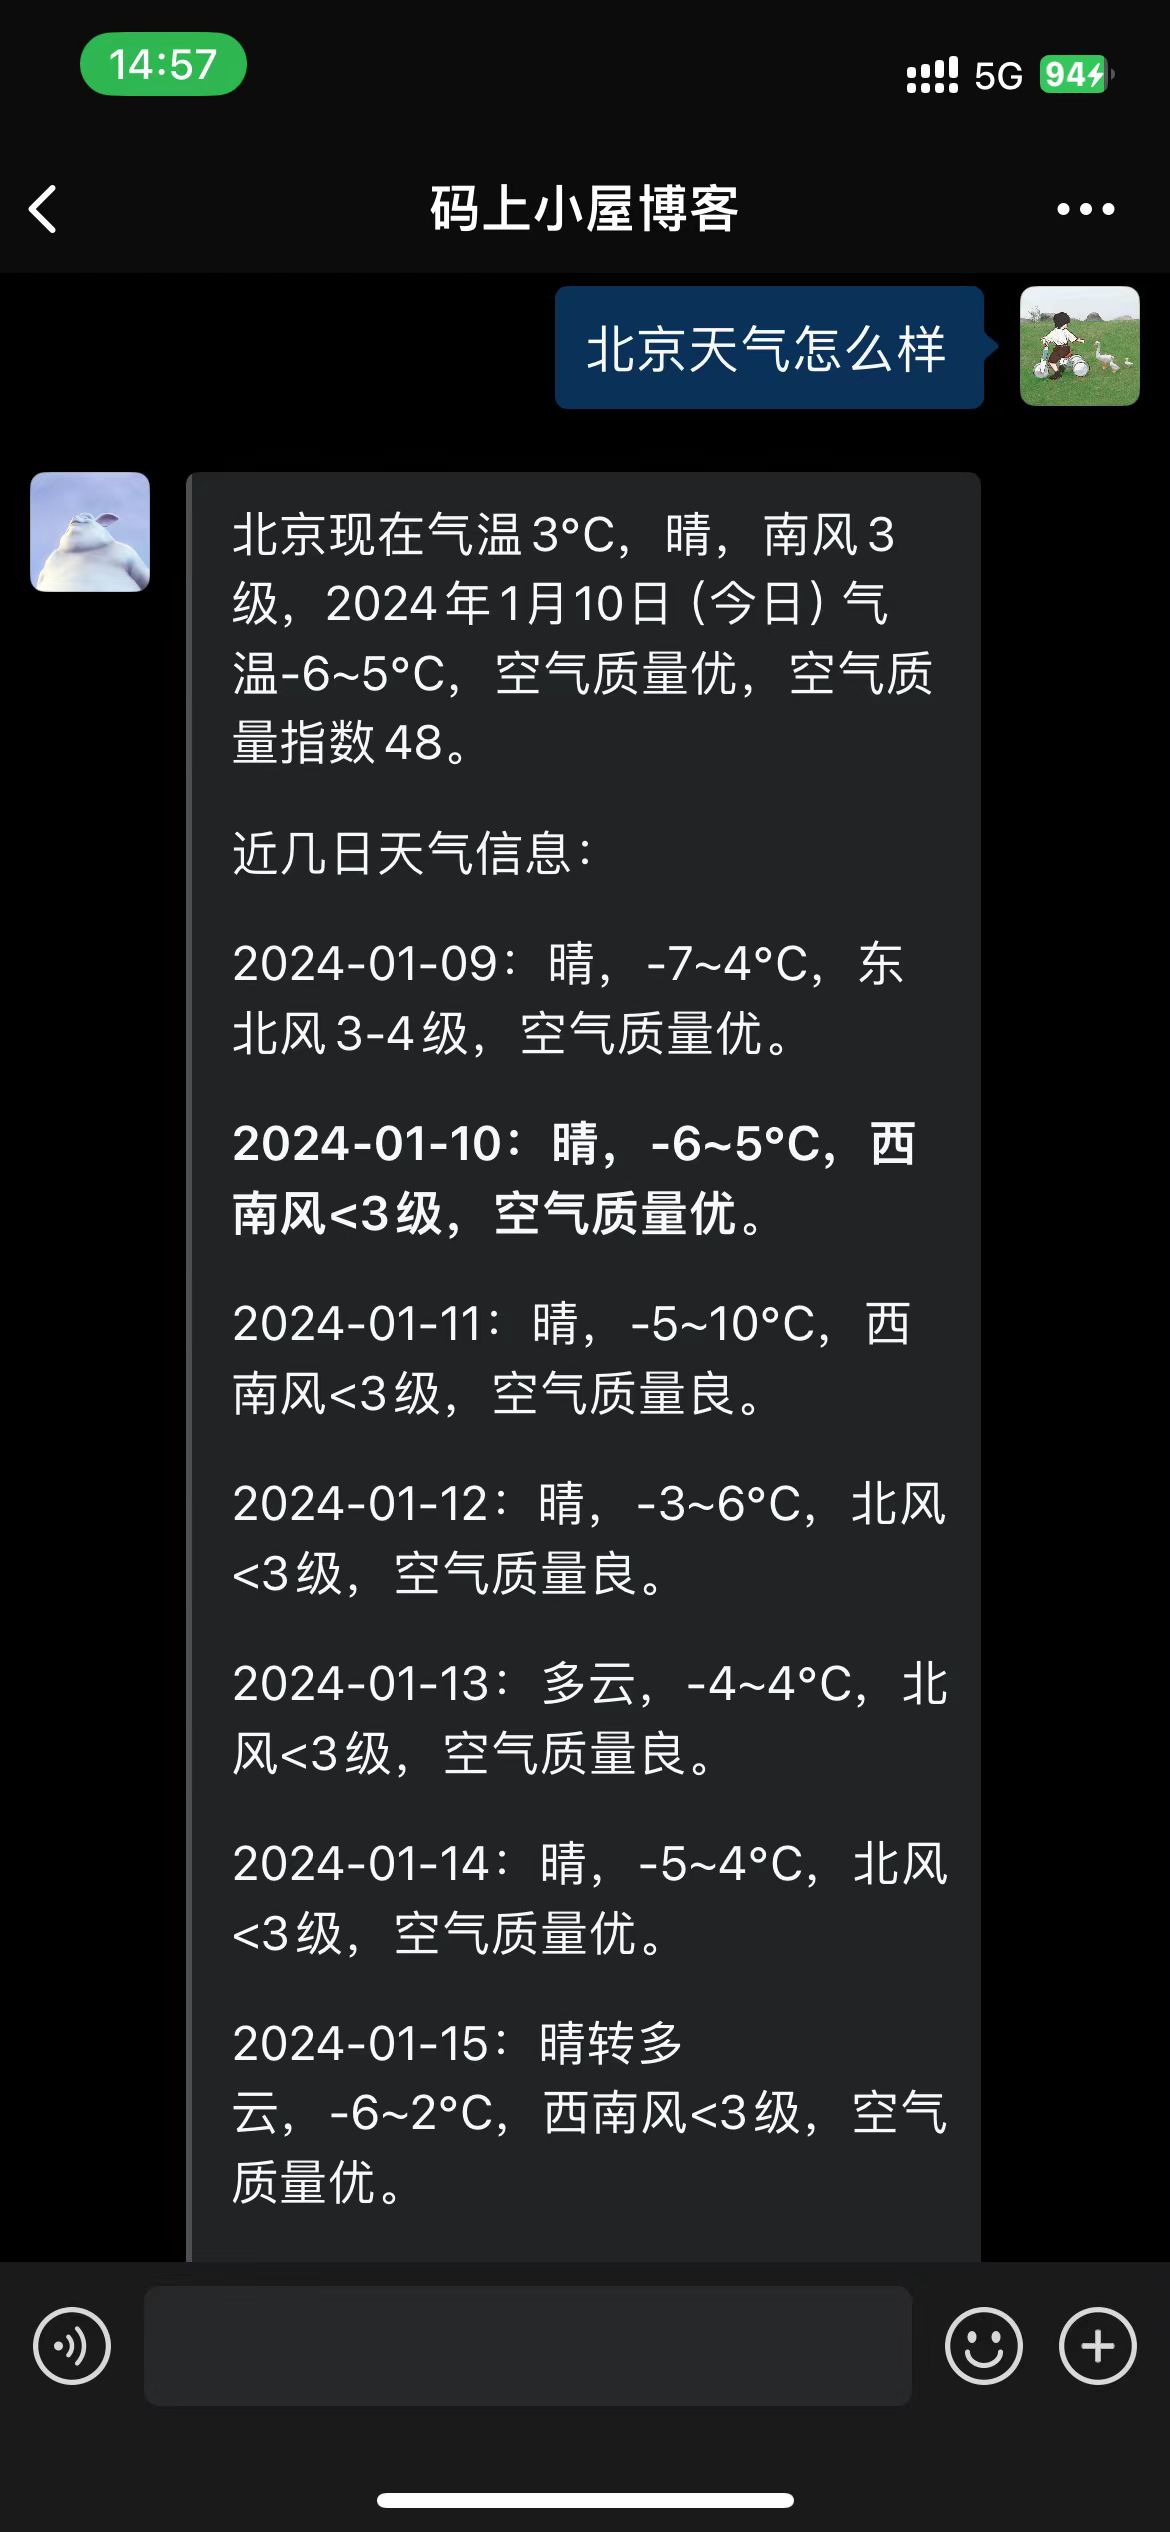 14:57
5G
94
码上小屋博客
北京天气怎么样
北京现在气温3°C，晴，南风3
级，2024年1月10日（今日）气
温-6~5°C，空气质量优，空气质
量指数48。
近几日天气信息：
2024-01-09：晴，-7~4°C，东
北风3-4级，空气质量优。
2024-01-10：晴，-6~5°C，西
南风<3级，空气质量优。
2024-01-11：晴，-5~10°C，西
南风<3级，空气质量良。
2024-01-12：晴，-3~6°C，北风
<3级，空气质量良。
2024-01-13：多云，-4~4°C，北
风<3级，空气质量良。
2024-01-14：晴，-5~4°C，北风
<3级，空气质量优。
2024-01-15：晴转多
云，-6~2°C，西南风<3级，空气
质量优。